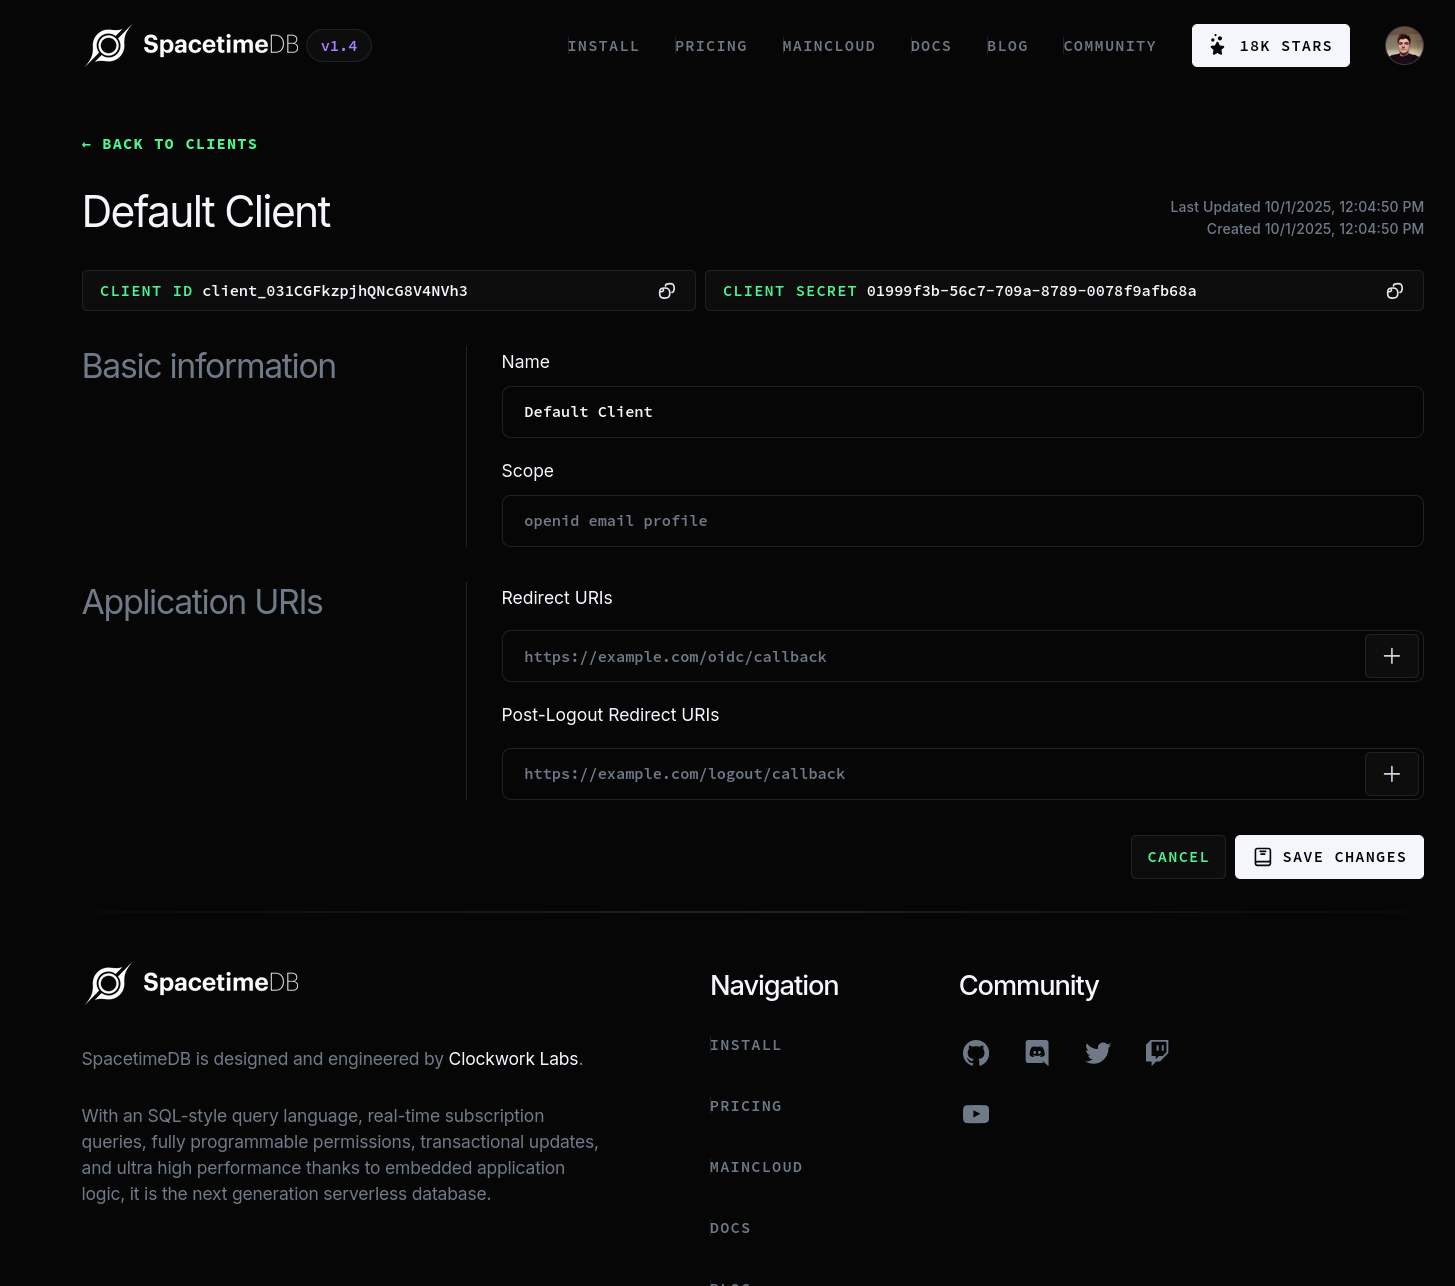 SpacetimeDB v1.4 INSTALL PRICING MAINCLOUD DOCS BLOG COMMUNITY 18K STARS
← BACK TO CLIENTS
Default Client
Last Updated 10/1/2025, 12:04:50 PM
Created 10/1/2025, 12:04:50 PM
CLIENT ID client_031CGFkzpjhQNcG8V4NVh3
CLIENT SECRET 01999f3b-56c7-709a-8789-0078f9afb68a
Basic information
Name
Default Client
Scope
openid email profile
Application URIs
Redirect URIs
https://example.com/oidc/callback
Post-Logout Redirect URIs
https://example.com/logout/callback
CANCEL SAVE CHANGES
SpacetimeDB
SpacetimeDB is designed and engineered by Clockwork Labs.
With an SQL-style query language, real-time subscription
queries, fully programmable permissions, transactional updates,
and ultra high performance thanks to embedded application
logic, it is the next generation serverless database.
Navigation
INSTALL
PRICING
MAINCLOUD
DOCS
Community